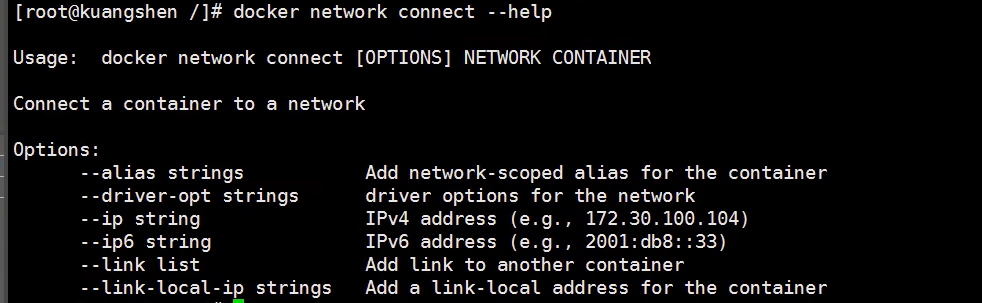 [root@kuangshen /]# docker network connect --help
Usage:  docker network connect [OPTIONS] NETWORK CONTAINER
Connect a container to a network
Options:
      --alias strings           Add network-scoped alias for the container
      --driver-opt strings      driver options for the network
      --ip string               IPv4 address (e.g., 172.30.100.104)
      --ip6 string              IPv6 address (e.g., 2001:db8::33)
      --link list               Add link to another container
      --link-local-ip strings   Add a link-local address for the container